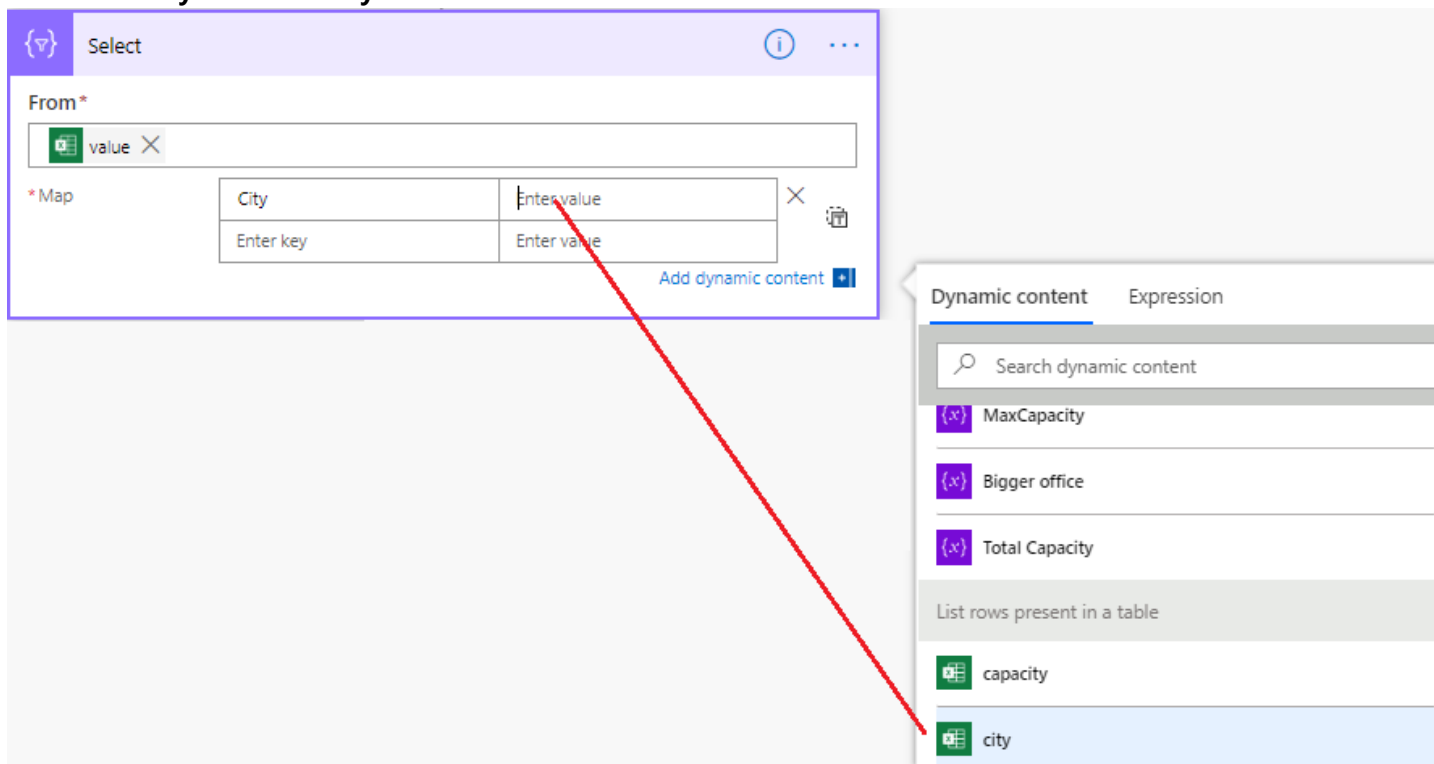 Select
From*
value
*Map
City
Enter value
Enter key
Enter value
Add dynamic content
Dynamic content
Expression
Search dynamic content
{x} MaxCapacity
{x} Bigger office
{x} Total Capacity
List rows present in a table
capacity
city